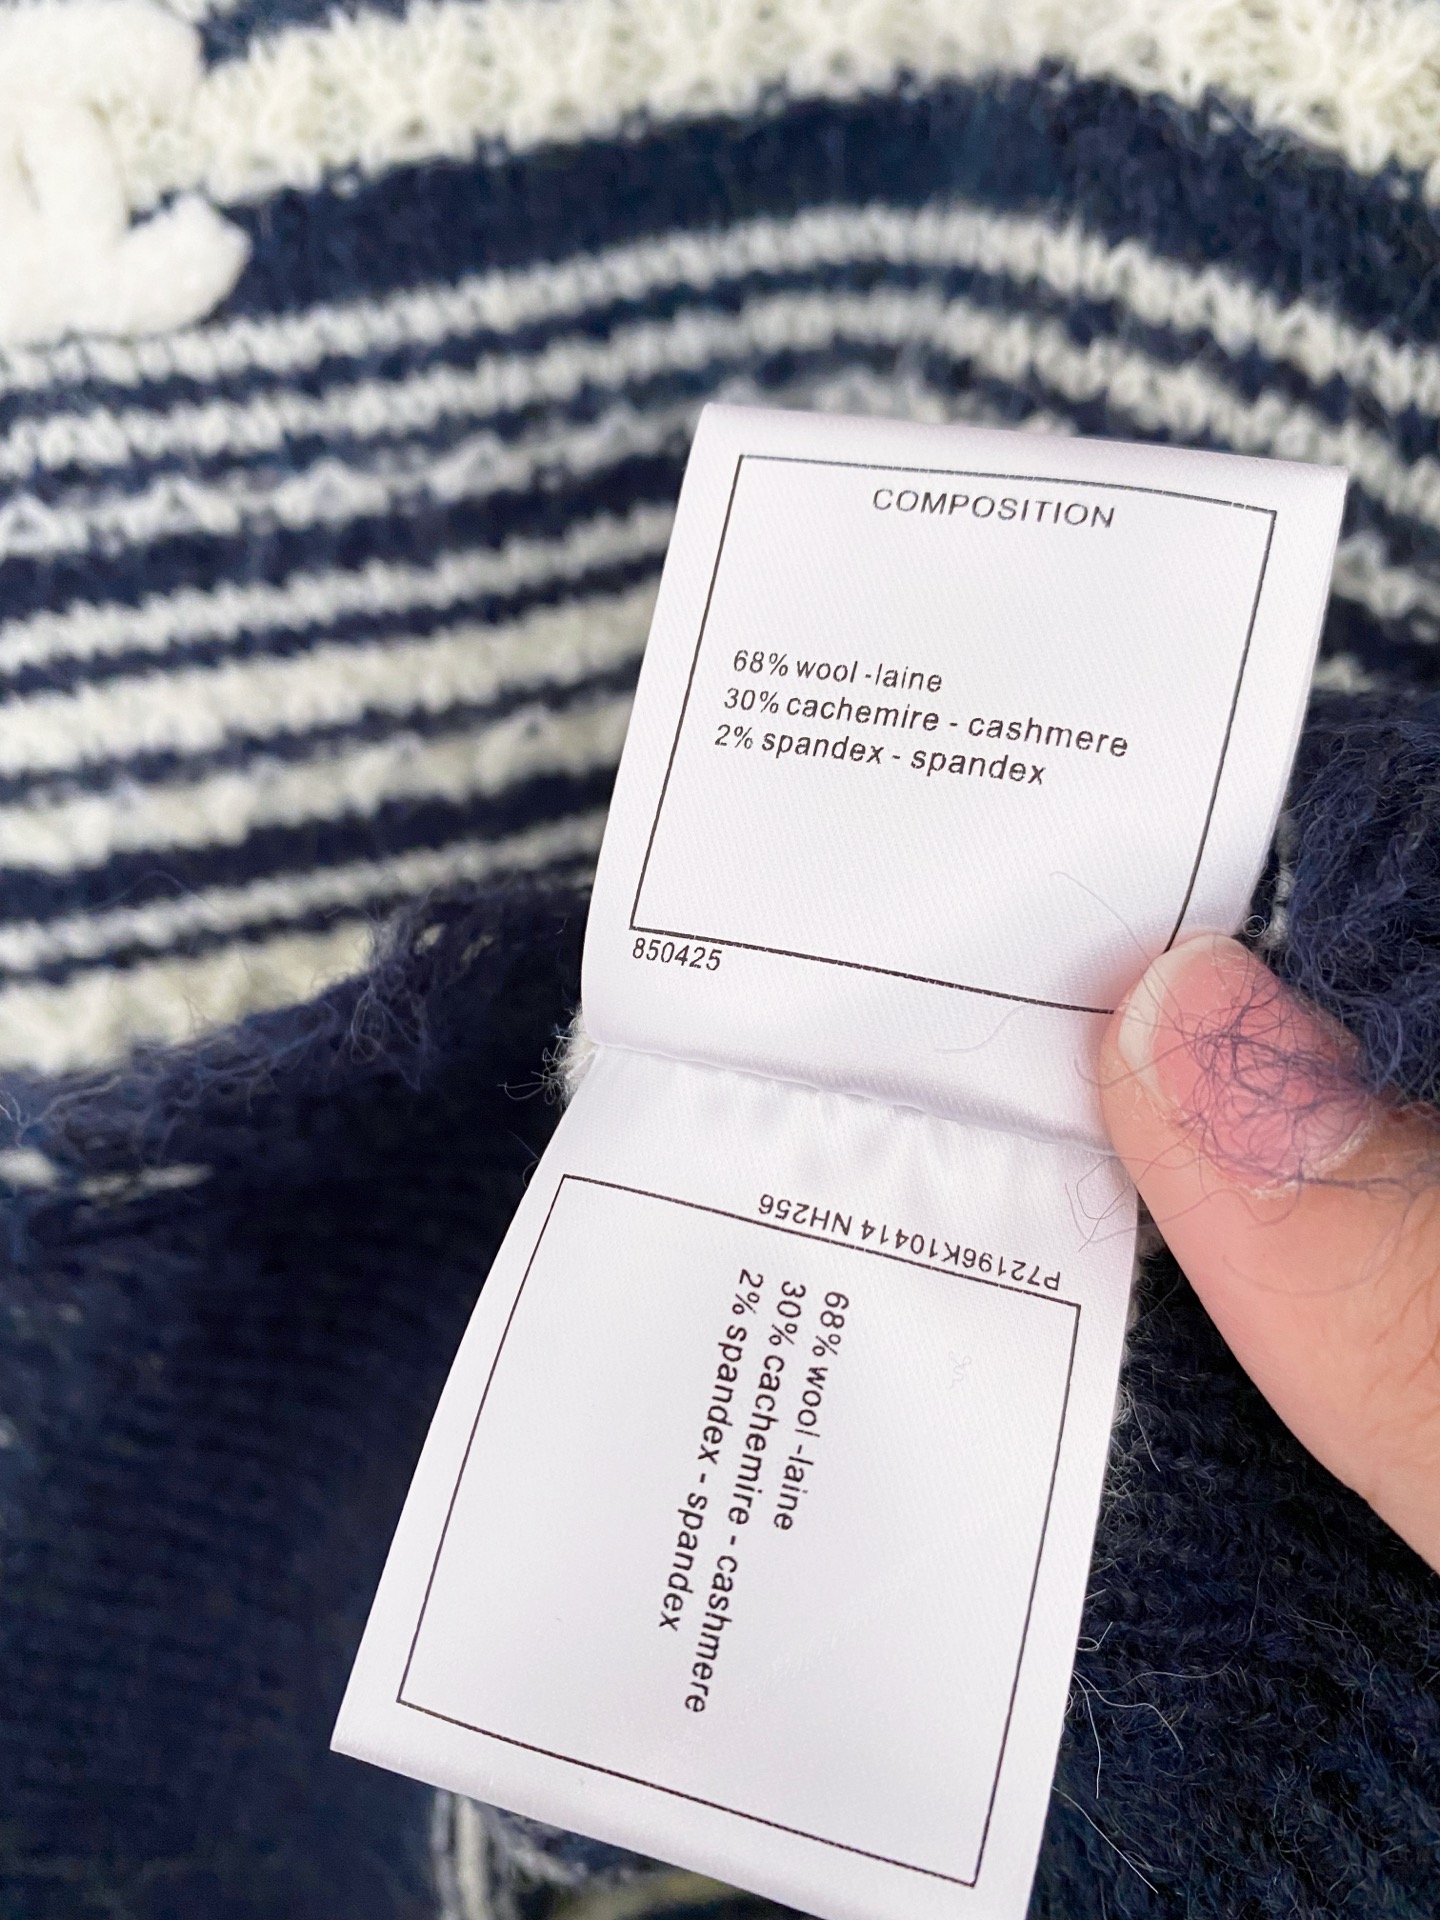 COMPOSITION
68% wool -laine
30% cachemire - cashmere
2% spandex - spandex
850425
P72196K10414 NH256
68% wool -laine
30% cachemire - cashmere
2% spandex - spandex